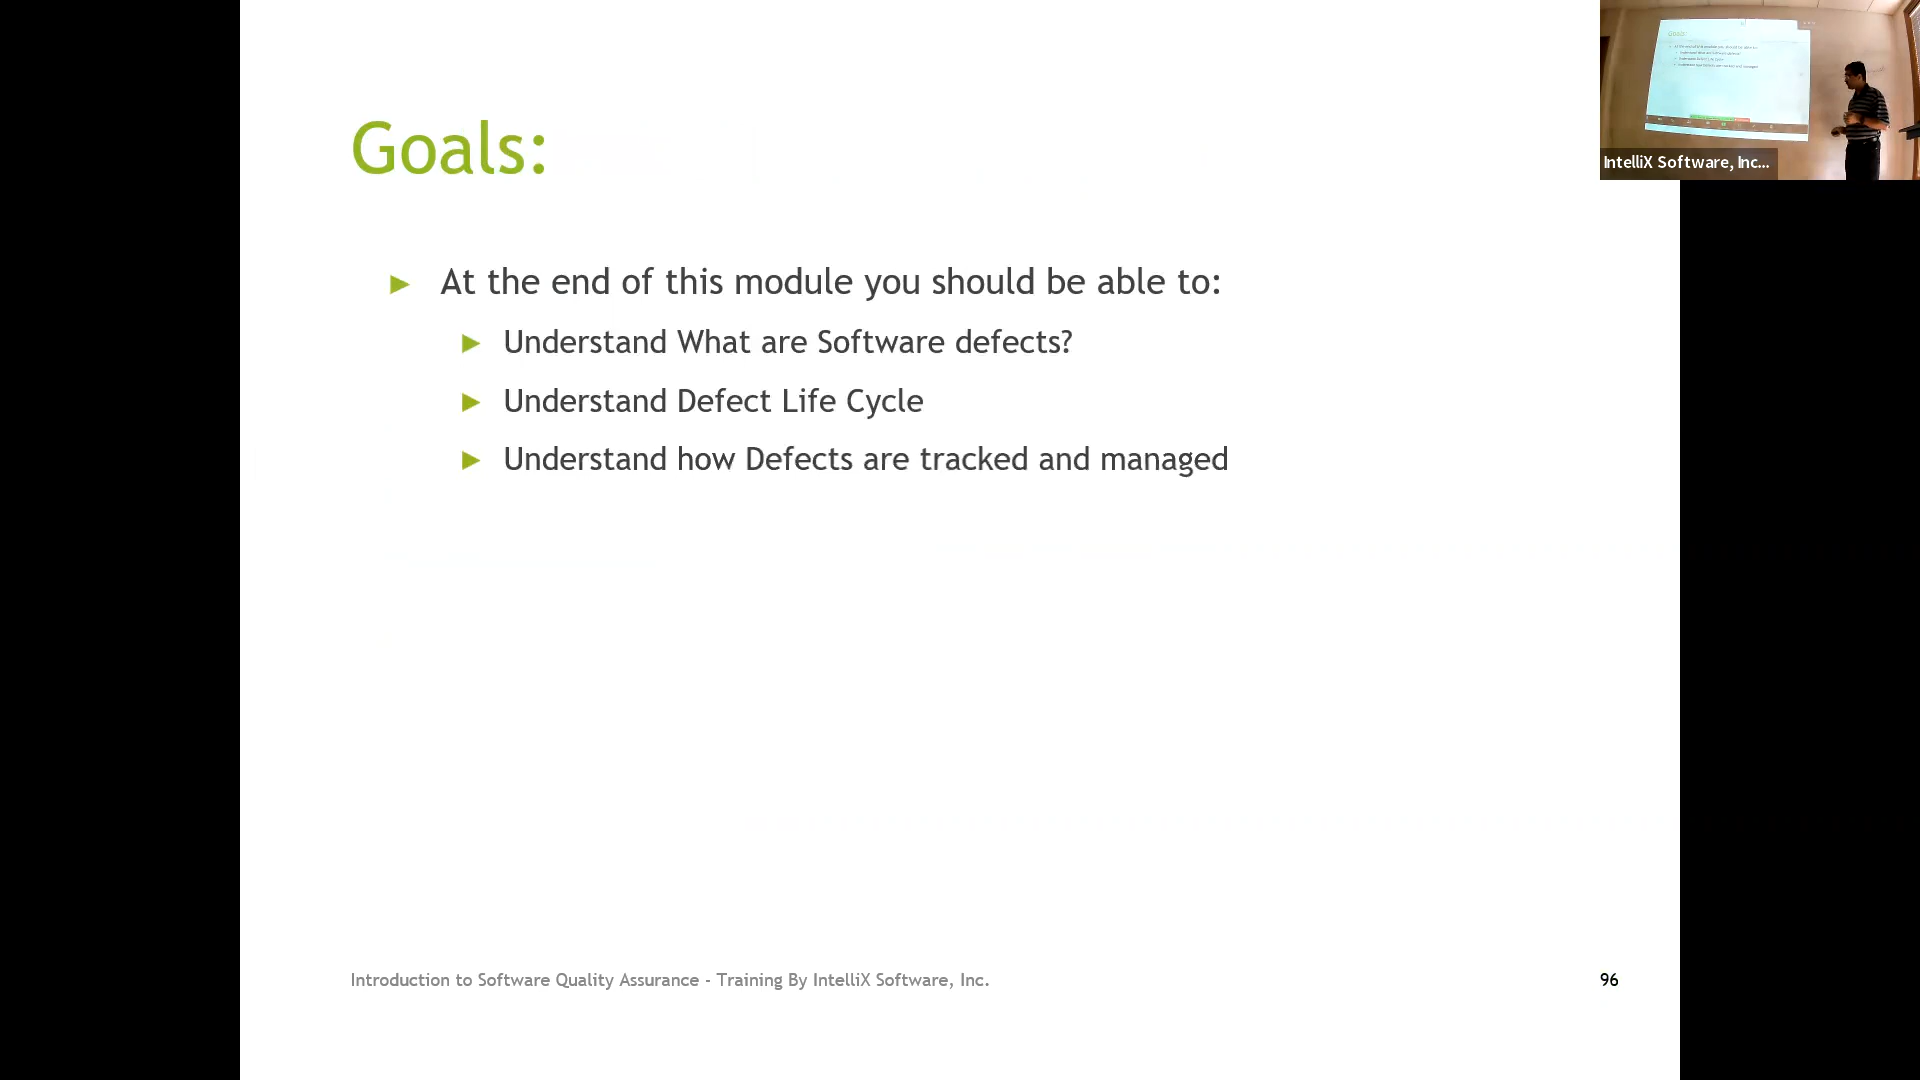 IntelliX Software, Inc...
Goals:
At the end of this module you should be able to:
Understand What are Software defects?
Understand Defect Life Cycle
Understand how Defects are tracked and managed
Introduction to Software Quality Assurance - Training By IntelliX Software, Inc.
96